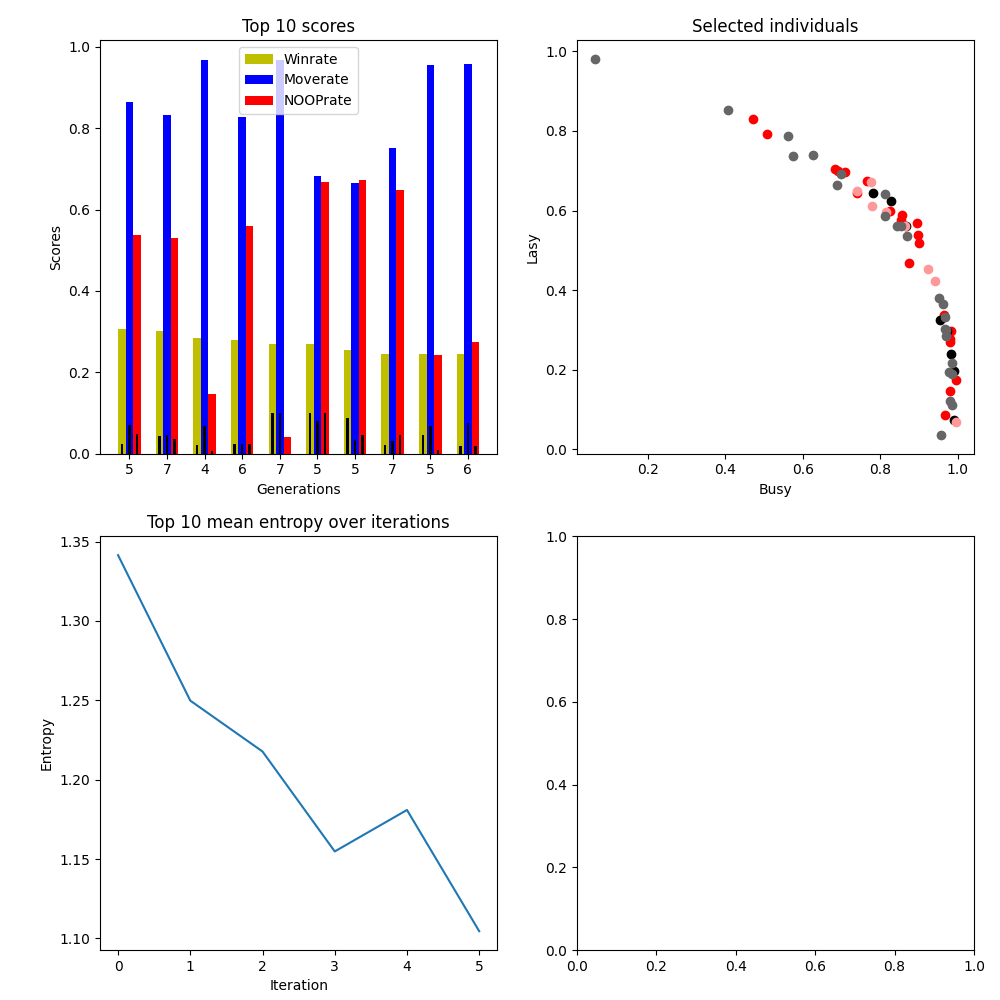 Top 10 scores
1.0
0.8
0.6
0.4
0.2
0.0
Scores
Winrate
Moverate
NOOPrate
5 7 4 6 7 5 5 7 5 6
Generations
Selected individuals
1.0
0.8
0.6
0.4
0.2
0.0
Lasy
0.2 0.4 0.6 0.8 1.0
Busy
Top 10 mean entropy over iterations
1.35
1.30
1.25
1.20
1.15
1.10
Entropy
0 1 2 3 4 5
Iteration
1.0
0.8
0.6
0.4
0.2
0.0
0.0 0.2 0.4 0.6 0.8 1.0